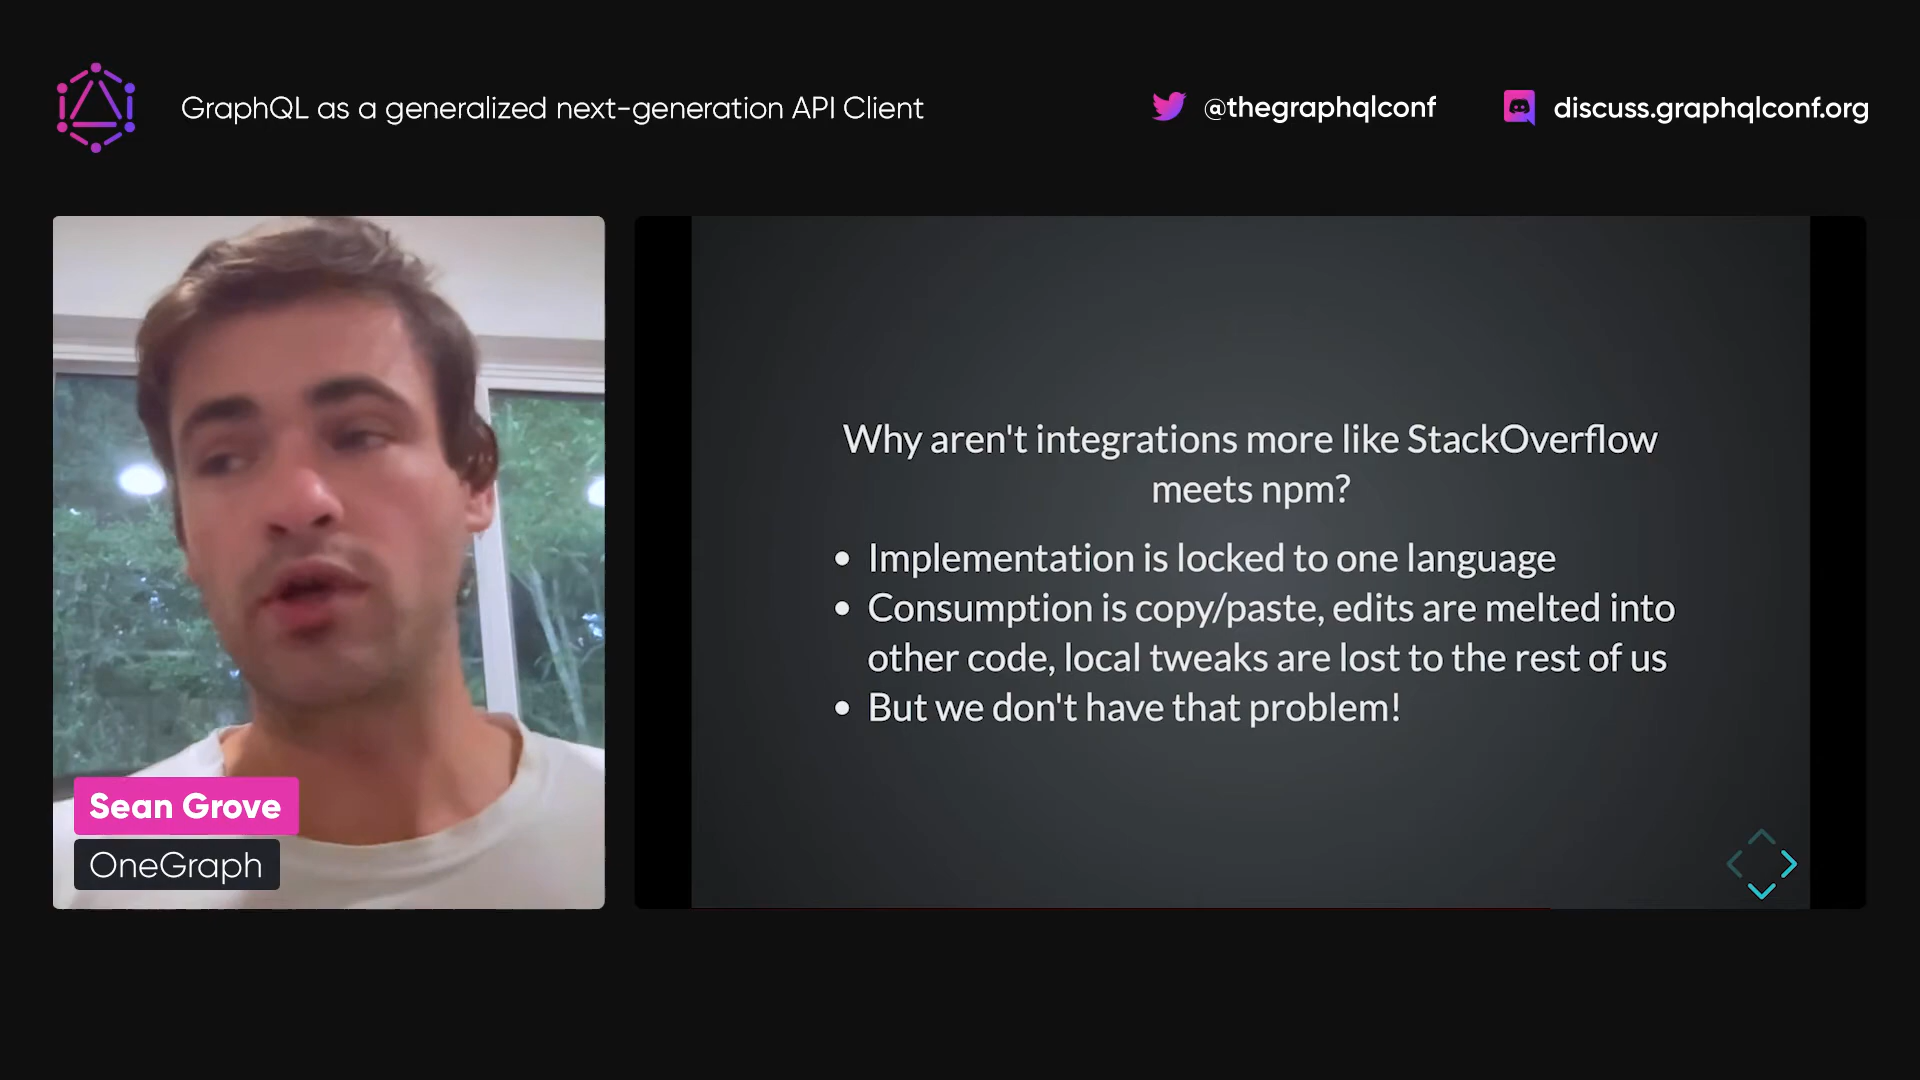 GraphQL as a generalized next-generation API Client
@thegraphqlconf
discuss.graphqlconf.org
Sean Grove
OneGraph
Why aren't integrations more like StackOverflow
meets npm?
Implementation is locked to one language
Consumption is copy/paste, edits are melted into
other code, local tweaks are lost to the rest of us
But we don't have that problem!